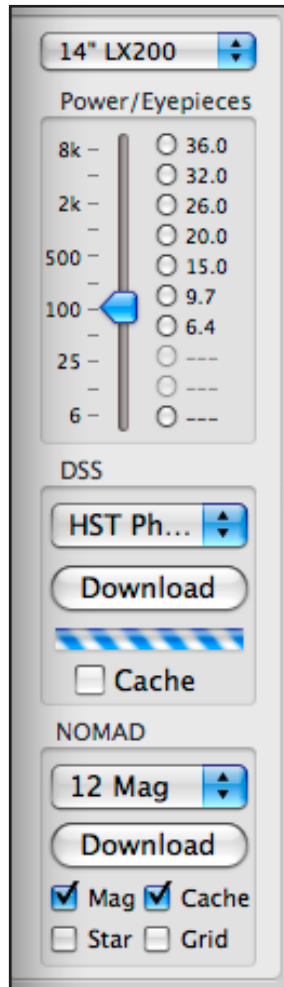 14" LX200
Power/Eyepieces
8k
2k
500
100
25
6
36.0
32.0
26.0
20.0
15.0
9.7
6.4
---
---
---
DSS
HST Ph...
Download
Cache
NOMAD
12 Mag
Download
Mag Cache
Star Grid